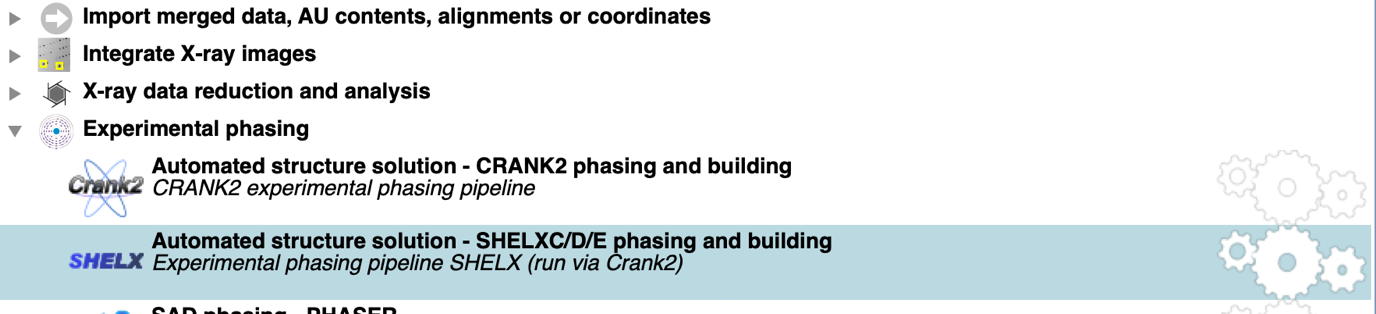 Import merged data, AU contents, alignments or coordinates
Integrate X-ray images
X-ray data reduction and analysis
Experimental phasing
Automated structure solution - CRANK2 phasing and building
Crank2
CRANK2 experimental phasing pipeline
Automated structure solution - SHELXC/D/E phasing and building
SHELX
Experimental phasing pipeline SHELX (run via Crank2)
SAD phasing - PHASER